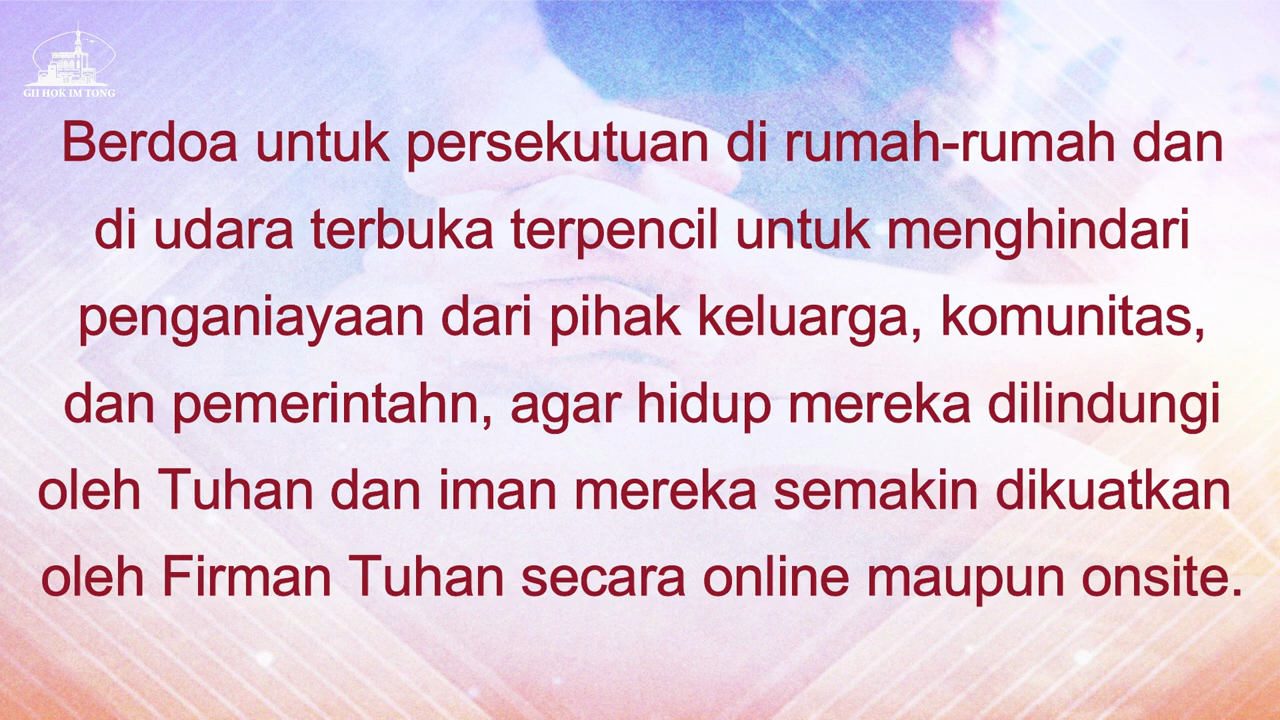 GII HOK IM TONG
Berdoa untuk persekutuan di rumah-rumah dan
di udara terbuka terpencil untuk menghindari
penganiayaan dari pihak keluarga, komunitas,
dan pemerintahn, agar hidup mereka dilindungi
oleh Tuhan dan iman mereka semakin dikuatkan
oleh Firman Tuhan secara online maupun onsite.